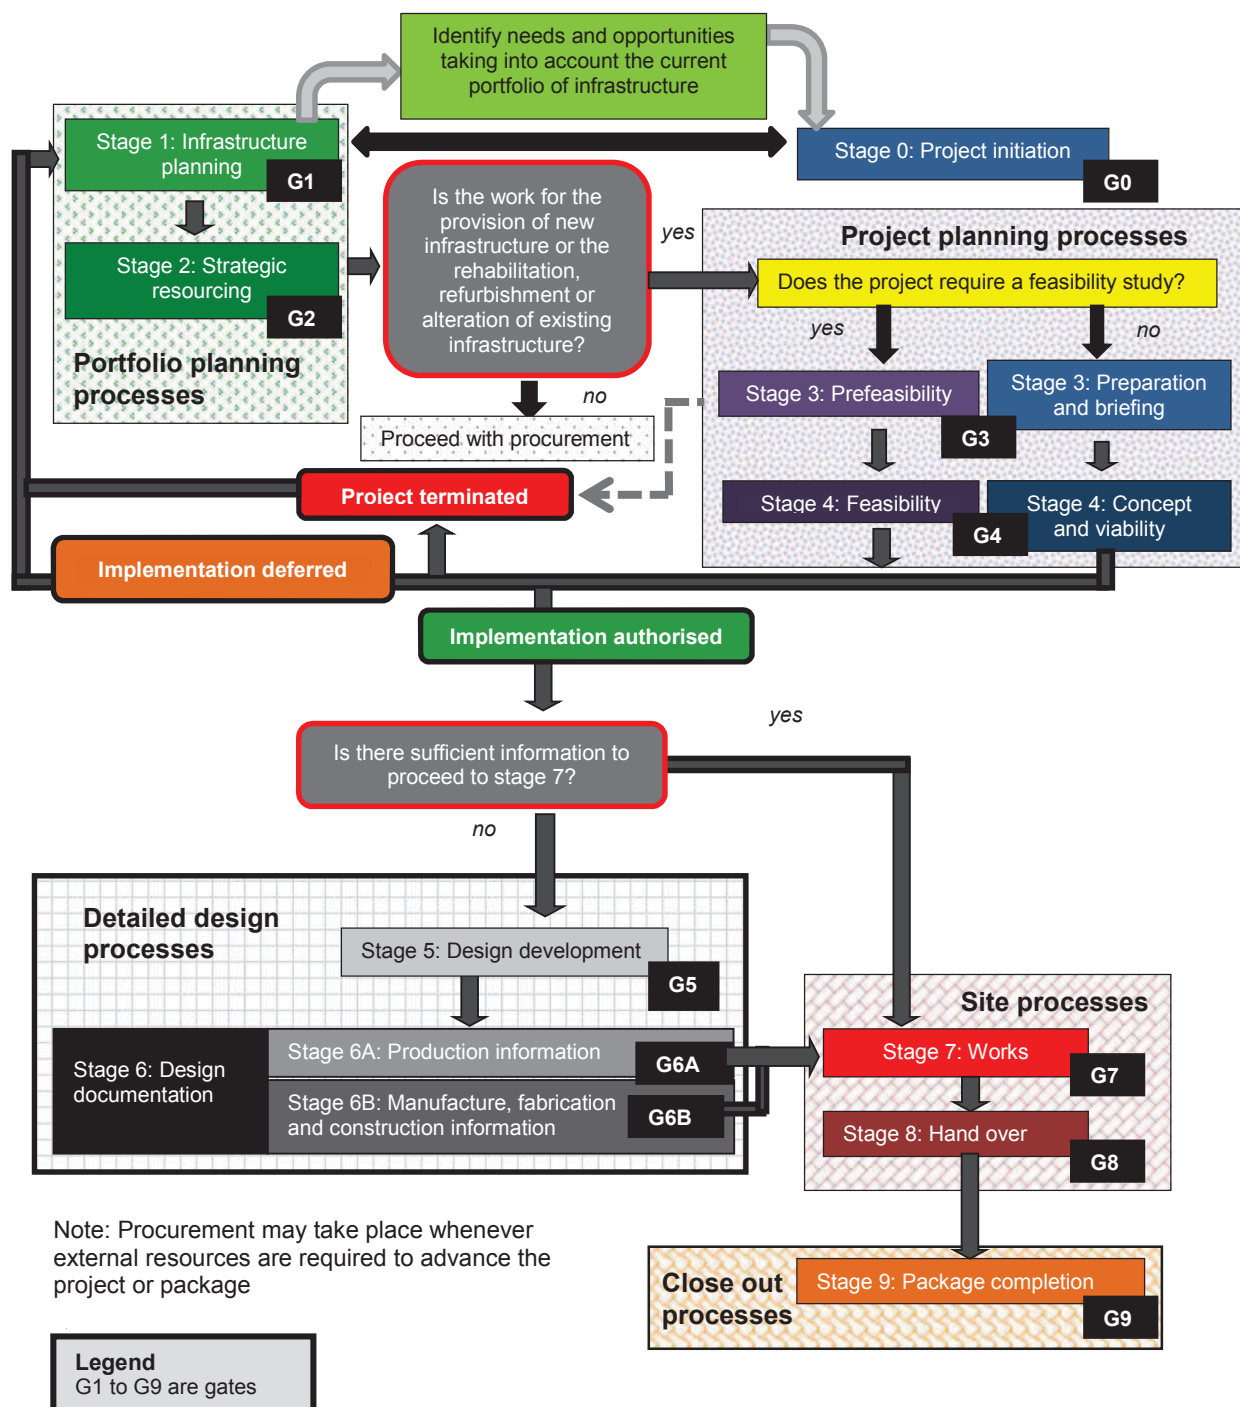 Identify needs and opportunities
taking into account the current
portfolio of infrastructure
Stage 1: Infrastructure
planning
G1
Stage 0: Project initiation
G0
Is the work for the
provision of new
infrastructure or the
rehabilitation,
refurbishment or
alteration of existing
infrastructure?
yes
Stage 2: Strategic
resourcing
G2
Portfolio planning
processes
no
Proceed with procurement
Project planning processes
Does the project require a feasibility study?
yes
no
Stage 3: Prefeasibility
G3
Stage 3: Preparation
and briefing
Stage 4: Feasibility
G4
Stage 4: Concept
and viability
Project terminated
Implementation deferred
Implementation authorised
Is there sufficient information to
proceed to stage 7?
yes
no
Detailed design
processes
Stage 5: Design development
G5
Stage 6: Design
documentation
Stage 6A: Production information
G6A
Stage 6B: Manufacture, fabrication
and construction information
G6B
Site processes
Stage 7: Works
G7
Stage 8: Hand over
G8
Note: Procurement may take place whenever
external resources are required to advance the
project or package
Close out
processes
Stage 9: Package completion
G9
Legend
G1 to G9 are gates